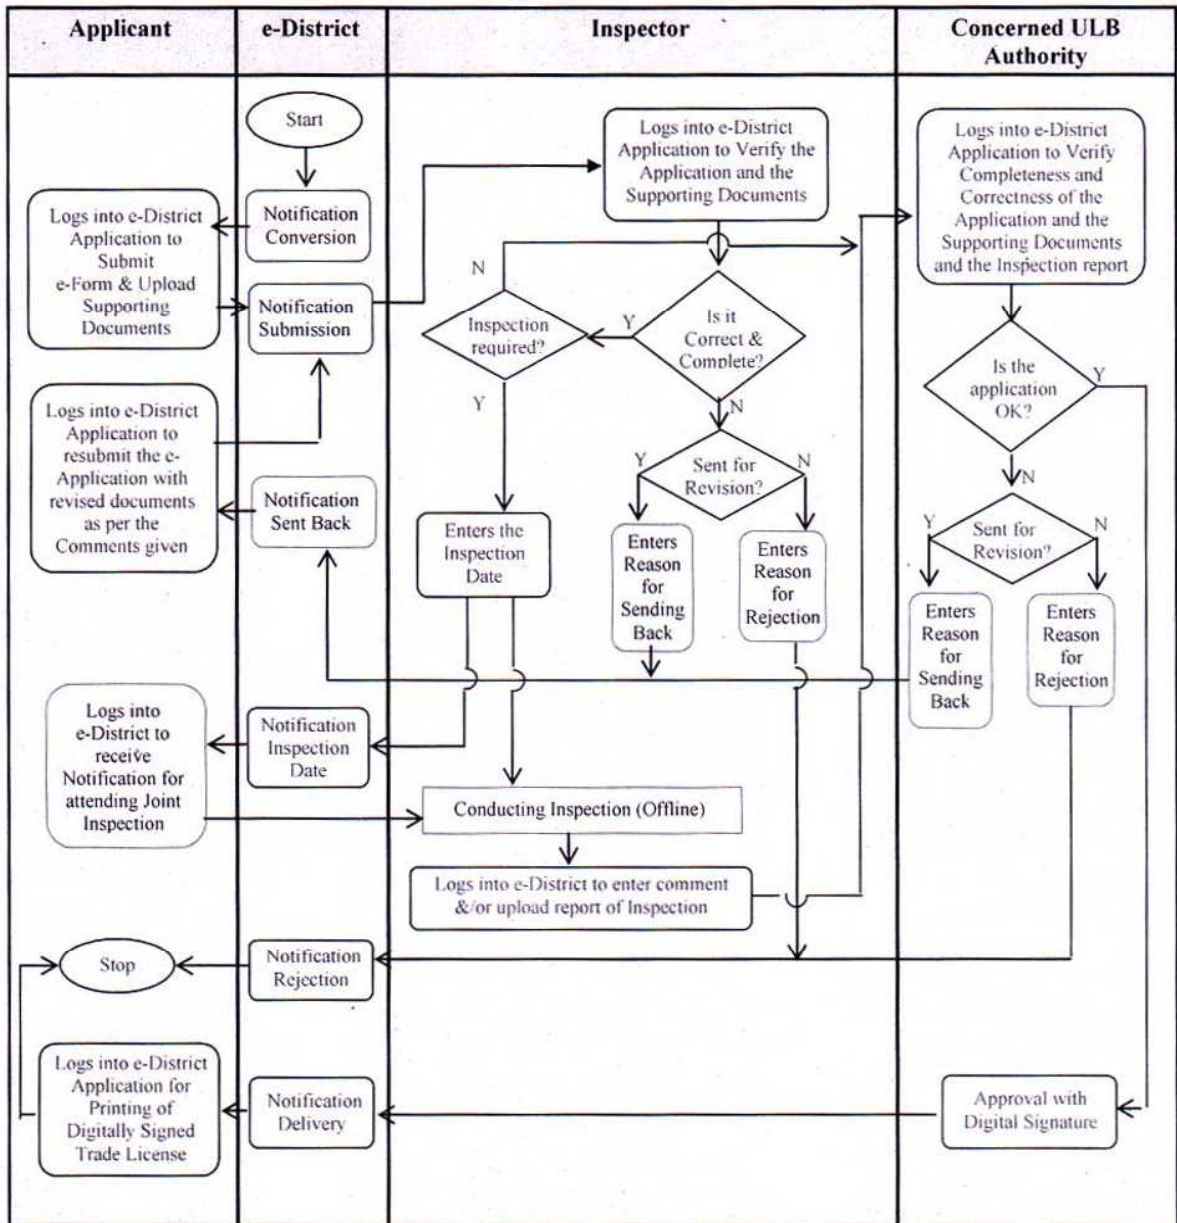 Applicant
e-District
Inspector
Concerned ULB
Authority
Start
Notification
Conversion
Logs into e-District
Application to
Submit
e-Form & Upload
Supporting
Documents
Notification
Submission
Logs into e-District
Application to
resubmit the e-
Application with
revised documents
as per the
Comments given
Notification
Sent Back
Logs into
e-District to
receive
Notification for
attending Joint
Inspection
Notification
Inspection
Date
Stop
Notification
Rejection
Logs into e-District
Application for
Printing of
Digitally Signed
Trade License
Notification
Delivery
Logs into e-District
Application to Verify the
Application and the
Supporting Documents
N
Inspection
required?
Y
Y
Is it
Correct &
Complete?
N
Y
Sent for
Revision?
N
Enters the
Inspection
Date
Enters
Reason
for
Sending
Back
Enters
Reason
for
Rejection
Conducting Inspection (Offline)
Logs into e-District to enter comment
&/or upload report of Inspection
Logs into e-District
Application to Verify
Completeness and
Correctness of the
Application and the
Supporting Documents
and the Inspection report
Is the
application
OK?
Y
N
Y
Sent for
Revision?
N
Enters
Reason
for
Sending
Back
Enters
Reason
for
Rejection
Approval with
Digital Signature